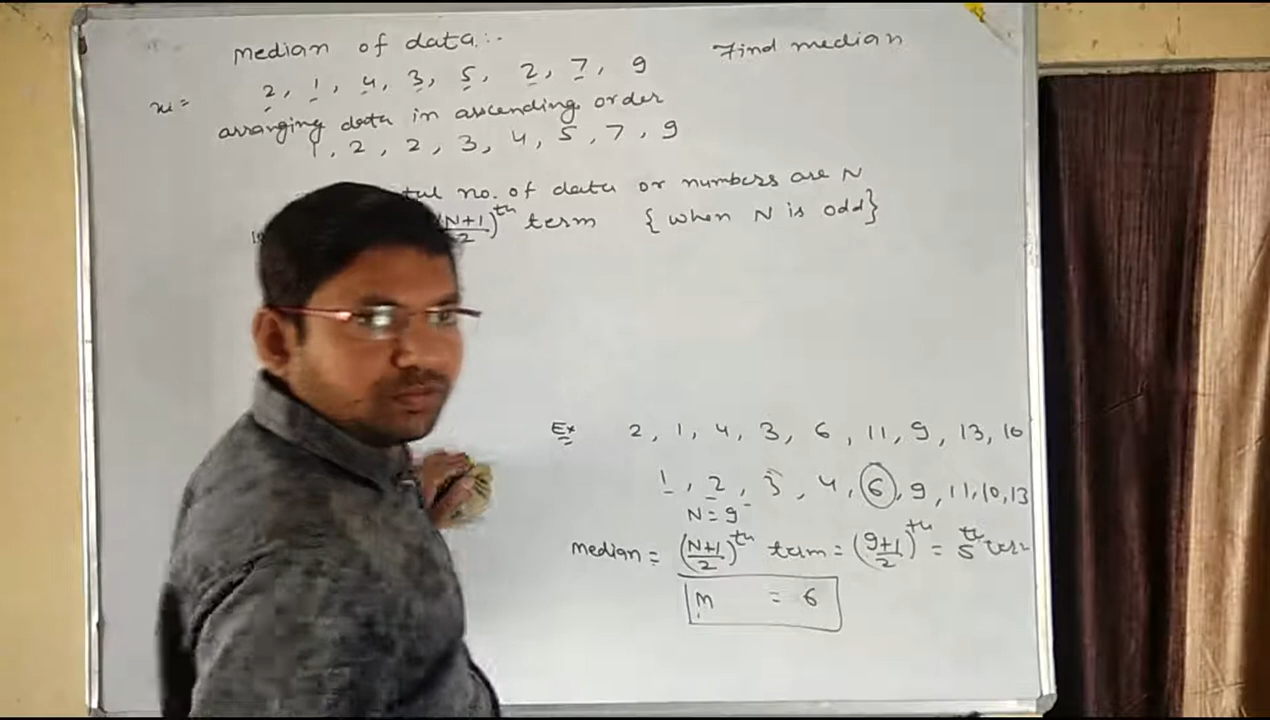 median of data :-
Find median
x = 2, 1, 4, 3, 5, 2, 7, 9
arranging data in ascending order
1, 2, 2, 3, 4, 5, 7, 9
no. of data or numbers are N
(N+1/2)th term {when N is odd}
Ex 2, 1, 4, 3, 6, 11, 9, 13, 10
1, 2, 3, 4, 6, 9, 11, 10, 13
N = 9
median = (N+1/2)th term = (9+1/2)th = 5th term
m = 6